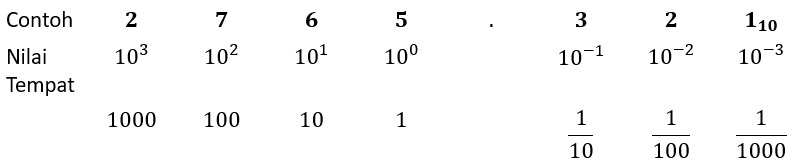 Contoh 2 7 6 5 . 3 2 1₁₀
Nilai Tempat 10³ 10² 10¹ 10⁰ 10⁻¹ 10⁻² 10⁻³
1000 100 10 1 1/10 1/100 1/1000